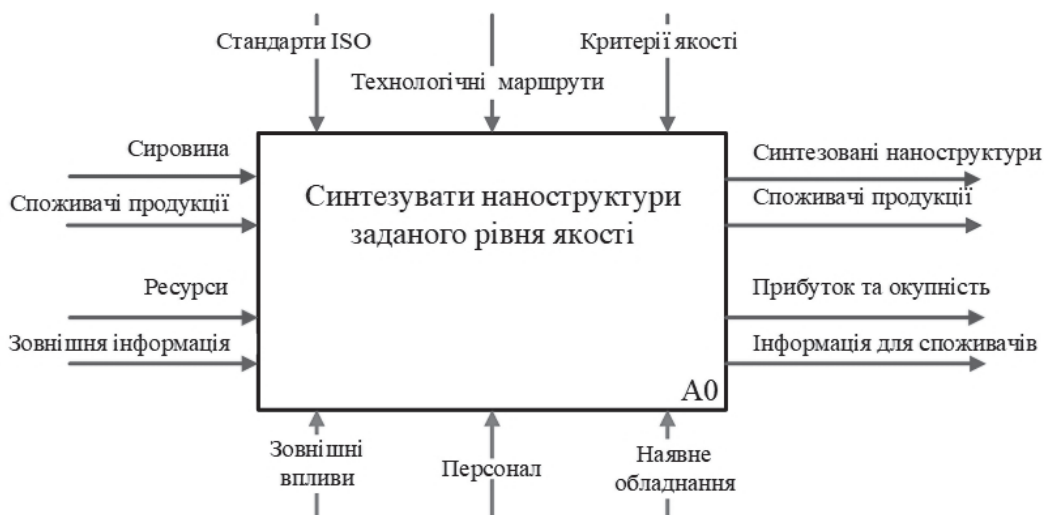 Стандарти ISO
Критерії якості
Технологічні маршрути
Сировина
Споживачі продукції
Ресурси
Зовнішня інформація
Синтезувати наноструктури
заданого рівня якості
A0
Синтезовані наноструктури
Споживачі продукції
Прибуток та окупність
Інформація для споживачів
Зовнішні
впливи
Персонал
Наявне
обладнання